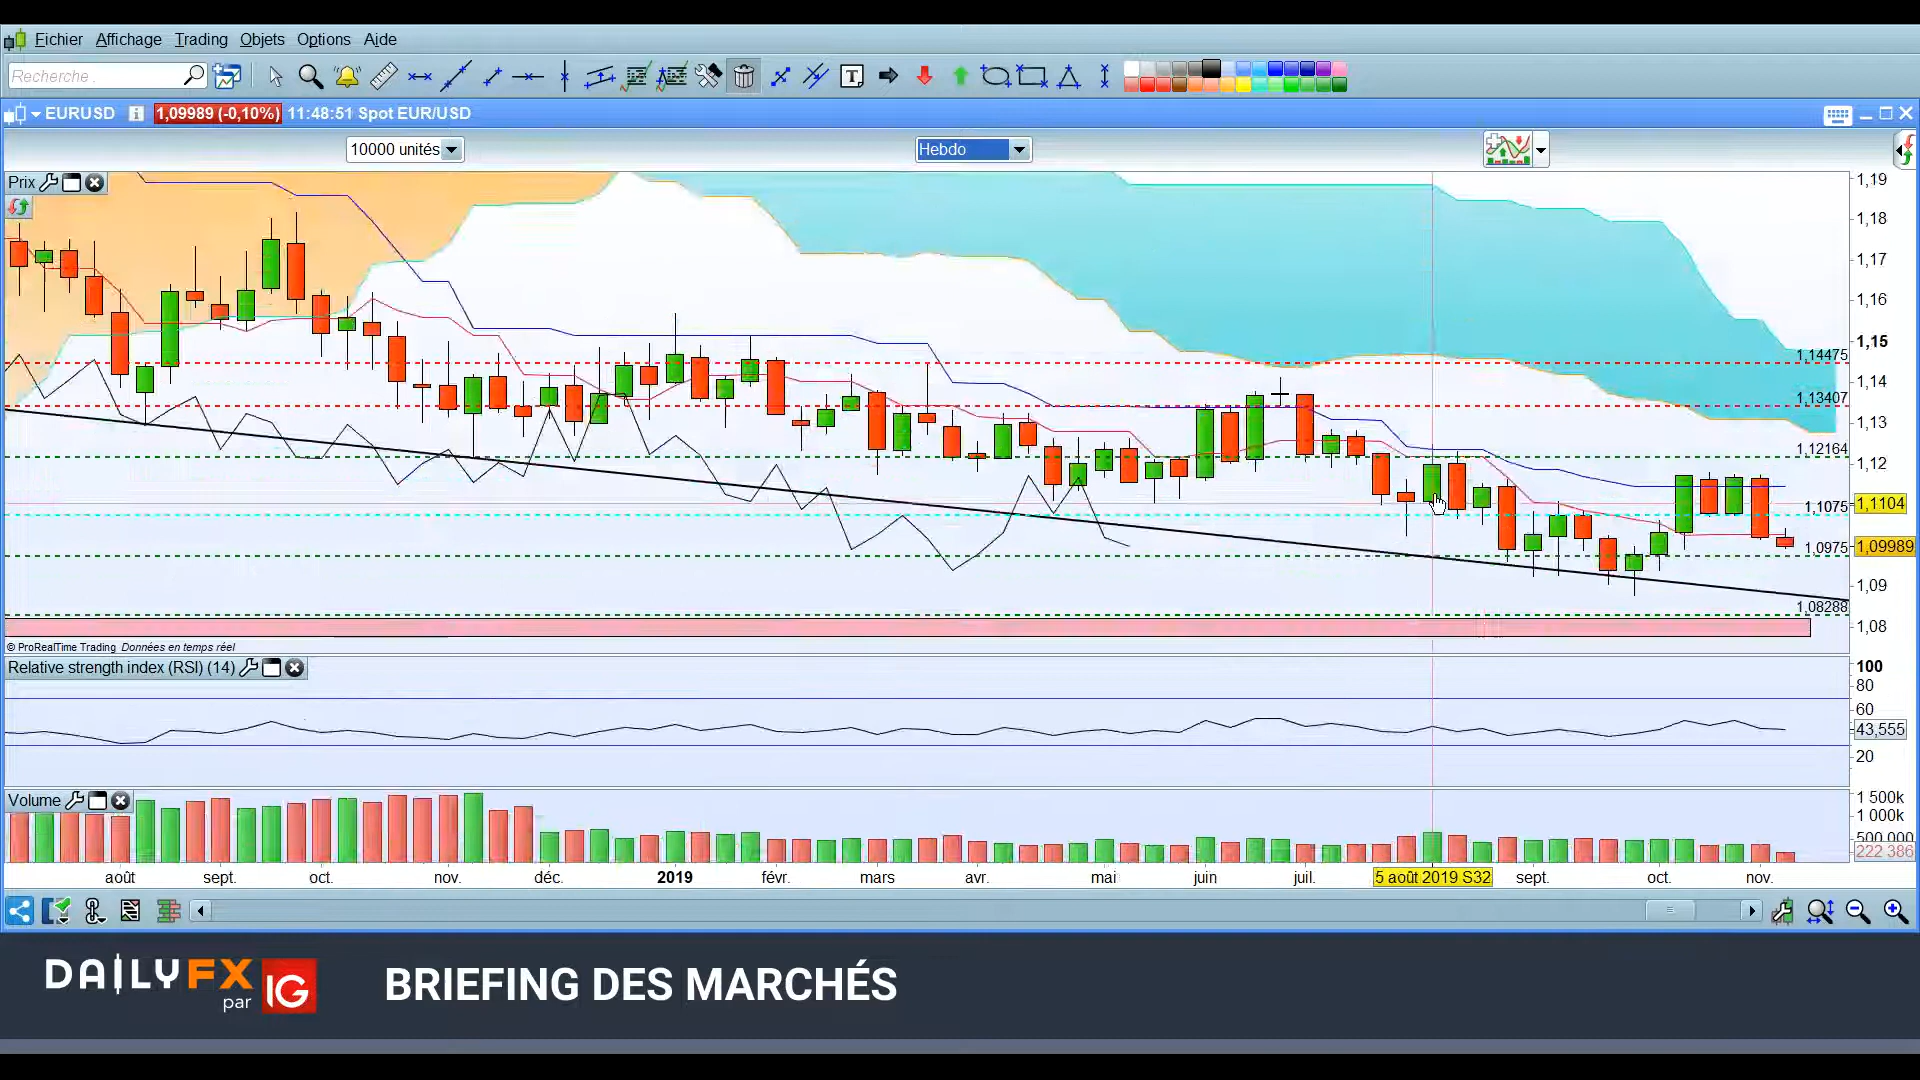 Fichier Affichage Trading Objets Options Aide
Recherche .
T
EURUSD i 1,09989 (-0,10%) 11:48:51 Spot EUR/USD
10000 unités Hebdo
Prix
1,19
1,18
1,17
1,16
1,15
1,14475
1,14
1,13407
1,13
1,12164
1,12
1,1075 1,1104
1,0975 1,09989
1,09
1,08288
1,08
© ProRealTime Trading Données en temps réel
Relative strength index (RSI) (14)
100
80
60
43,555
20
Volume
1 500k
1 000k
500 000
222 386
août sept. oct. nov. déc. 2019 févr. mars avr. mai juin juil. 5 août 2019 S32 sept. oct. nov.
DAILYFX
par IG
BRIEFING DES MARCHÉS